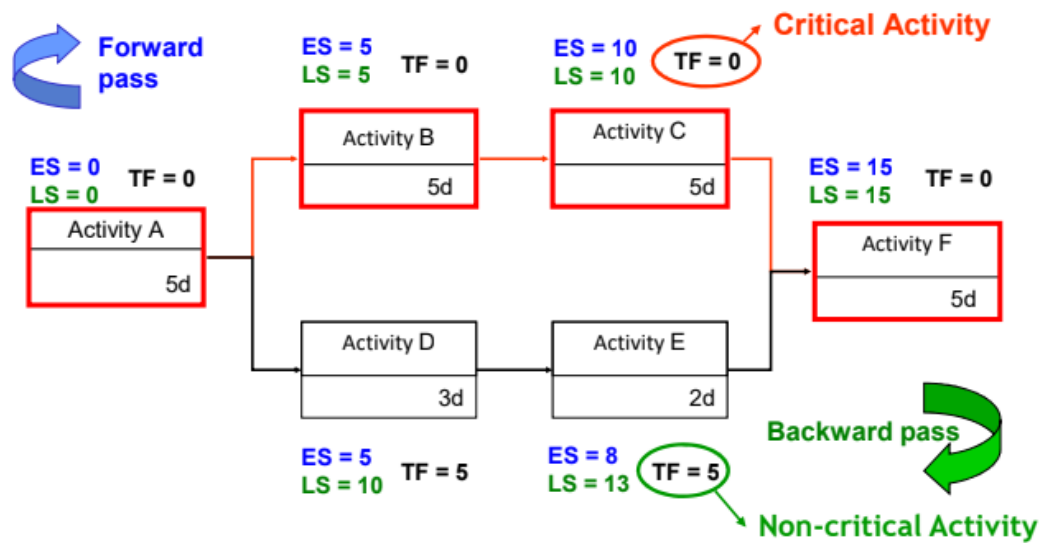 Forward
pass
ES = 5
LS = 5
TF = 0
ES = 10
LS = 10
TF = 0
Critical Activity
Activity B
5d
Activity C
5d
ES = 0
LS = 0
TF = 0
Activity A
5d
ES = 15
LS = 15
TF = 0
Activity F
5d
Activity D
3d
Activity E
2d
ES = 5
LS = 10
TF = 5
ES = 8
LS = 13
TF = 5
Backward pass
Non-critical Activity